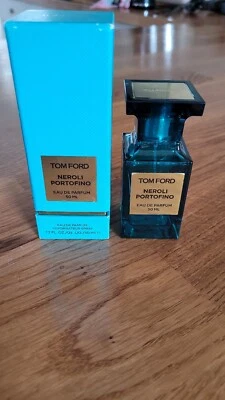 TOM FORD
NEROLI
PORTOFINO
EAU DE PARFUM
50 ML
TOM FORD
NEROLI
PORTOFINO
EAU DE PARFUM
50 ML